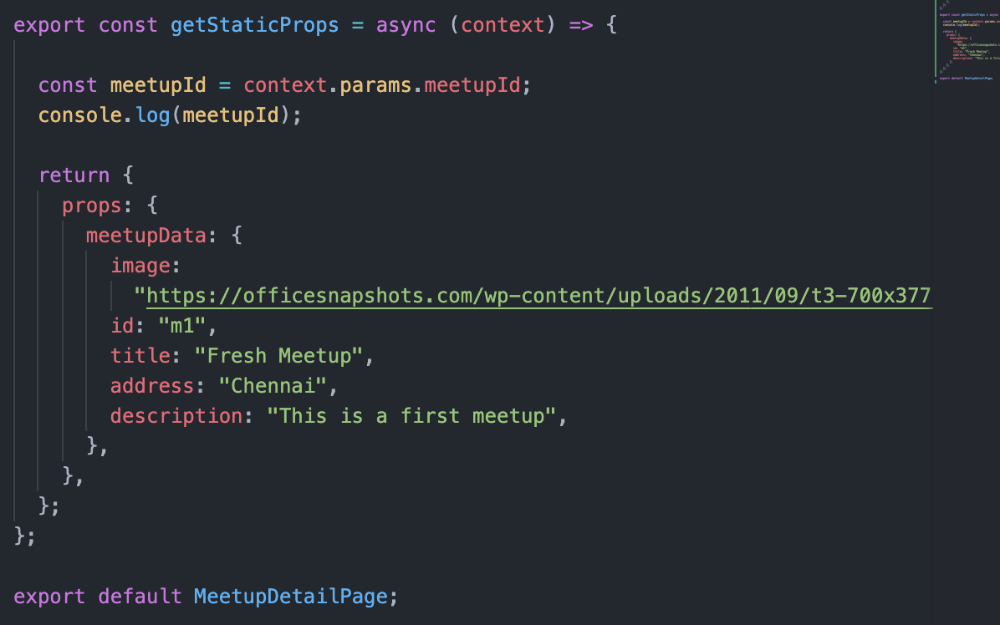 export const getStaticProps = async (context) => {
const meetupId = context.params.meetupId;
console.log(meetupId);
return {
props: {
meetupData: {
image:
"https://officesnapshots.com/wp-content/uploads/2011/09/t3-700x377
id: "m1",
title: "Fresh Meetup",
address: "Chennai",
description: "This is a first meetup",
},
},
};
};
export default MeetupDetailPage;